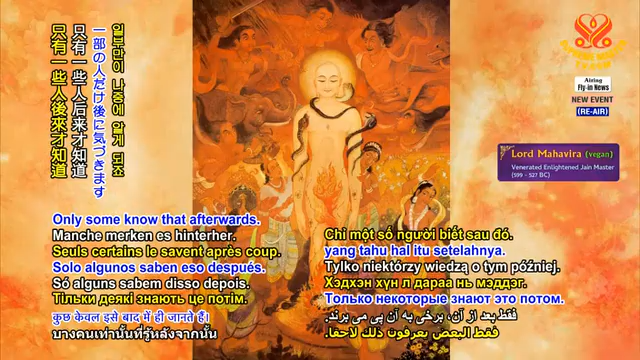 일부만이 나중에 알게 되죠
一部の人だけ後に気づきます
只有一些人后来才知道
只有一些人後來才知道
Airing
Fly-in News
NEW EVENT
(RE-AIR)
Lord Mahavira (vegan)
Venerated Enlightened Jain Master
(599 - 527 BC)
Only some know that afterwards.
Manche merken es hinterher.
Seuls certains le savent après coup.
Solo algunos saben eso después.
Só alguns sabem disso depois.
Тільки деякі знають це потім.
कुछ केवल इसे बाद में ही जानते हैं।
บางคนเท่านั้นที่รู้หลังจากนั้น
Chỉ một số người biết sau đó.
yang tahu hal itu setelahnya.
Tylko niektórzy wiedzą o tym później.
Хэдхэн хүн л дараа нь мэддэг.
Только некоторые знают это потом.
فقط بعد از آن، برخی به آن پی می برند.
فقط البعض يعرفون ذلك لاحقا.